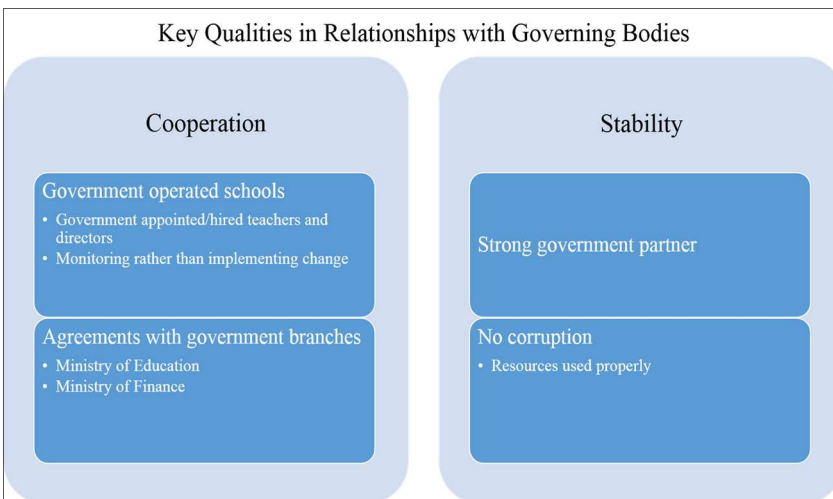 Key Qualities in Relationships with Governing Bodies
Cooperation
Government operated schools
• Government appointed/hired teachers and
directors
• Monitoring rather than implementing change
Agreements with government branches
• Ministry of Education
• Ministry of Finance
Stability
Strong government partner
No corruption
• Resources used properly